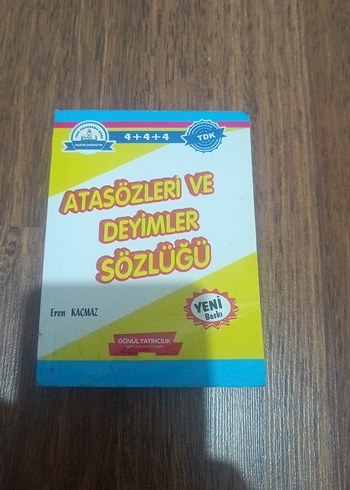 4+4+4
TDK
ATASÖZLERİ VE
DEYİMLER
SÖZLÜĞÜ
YENİ
Baskı
Eren KAÇMAZ
GÖNÜL YAYINCILIK